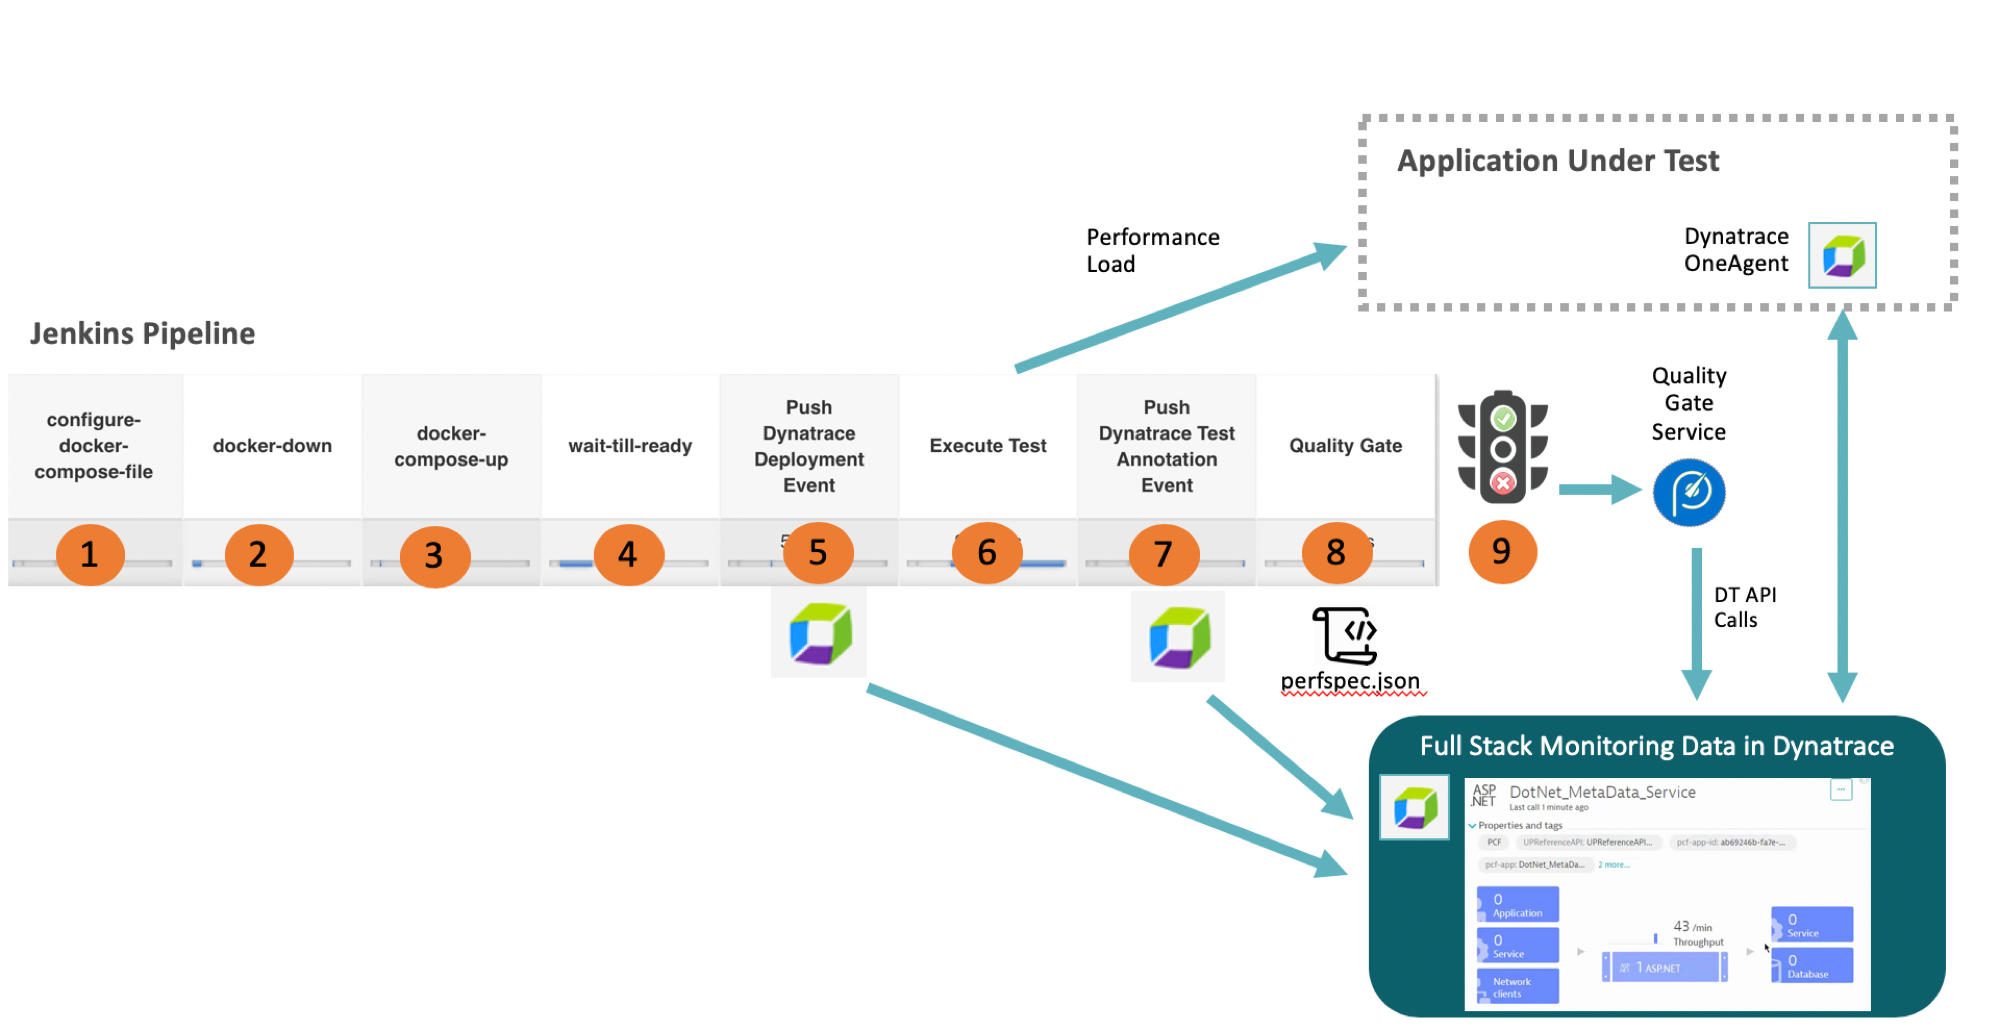 Application Under Test
Performance
Load
Dynatrace
OneAgent
Jenkins Pipeline
configure-
docker-
compose-file
docker-down
docker-
compose-up
wait-till-ready
Push
Dynatrace
Deployment
Event
Execute Test
Push
Dynatrace Test
Annotation
Event
Quality Gate
Quality
Gate
Service
1
2
3
4
5
6
7
8
9
DT API
Calls
perfspec.json
Full Stack Monitoring Data in Dynatrace
ASP
.NET
DotNet_MetaData_Service
Last call 1 minute ago
Properties and tags
PCF
UPReferenceAPI: UPReferenceAPI...
pcf-app-id: ab69246b-fa7e-...
pcf-app: DotNet_MetaDa...
2 more...
0
Application
0
Service
Network
clients
43 /min
Throughput
1 ASP.NET
0
Service
0
Database